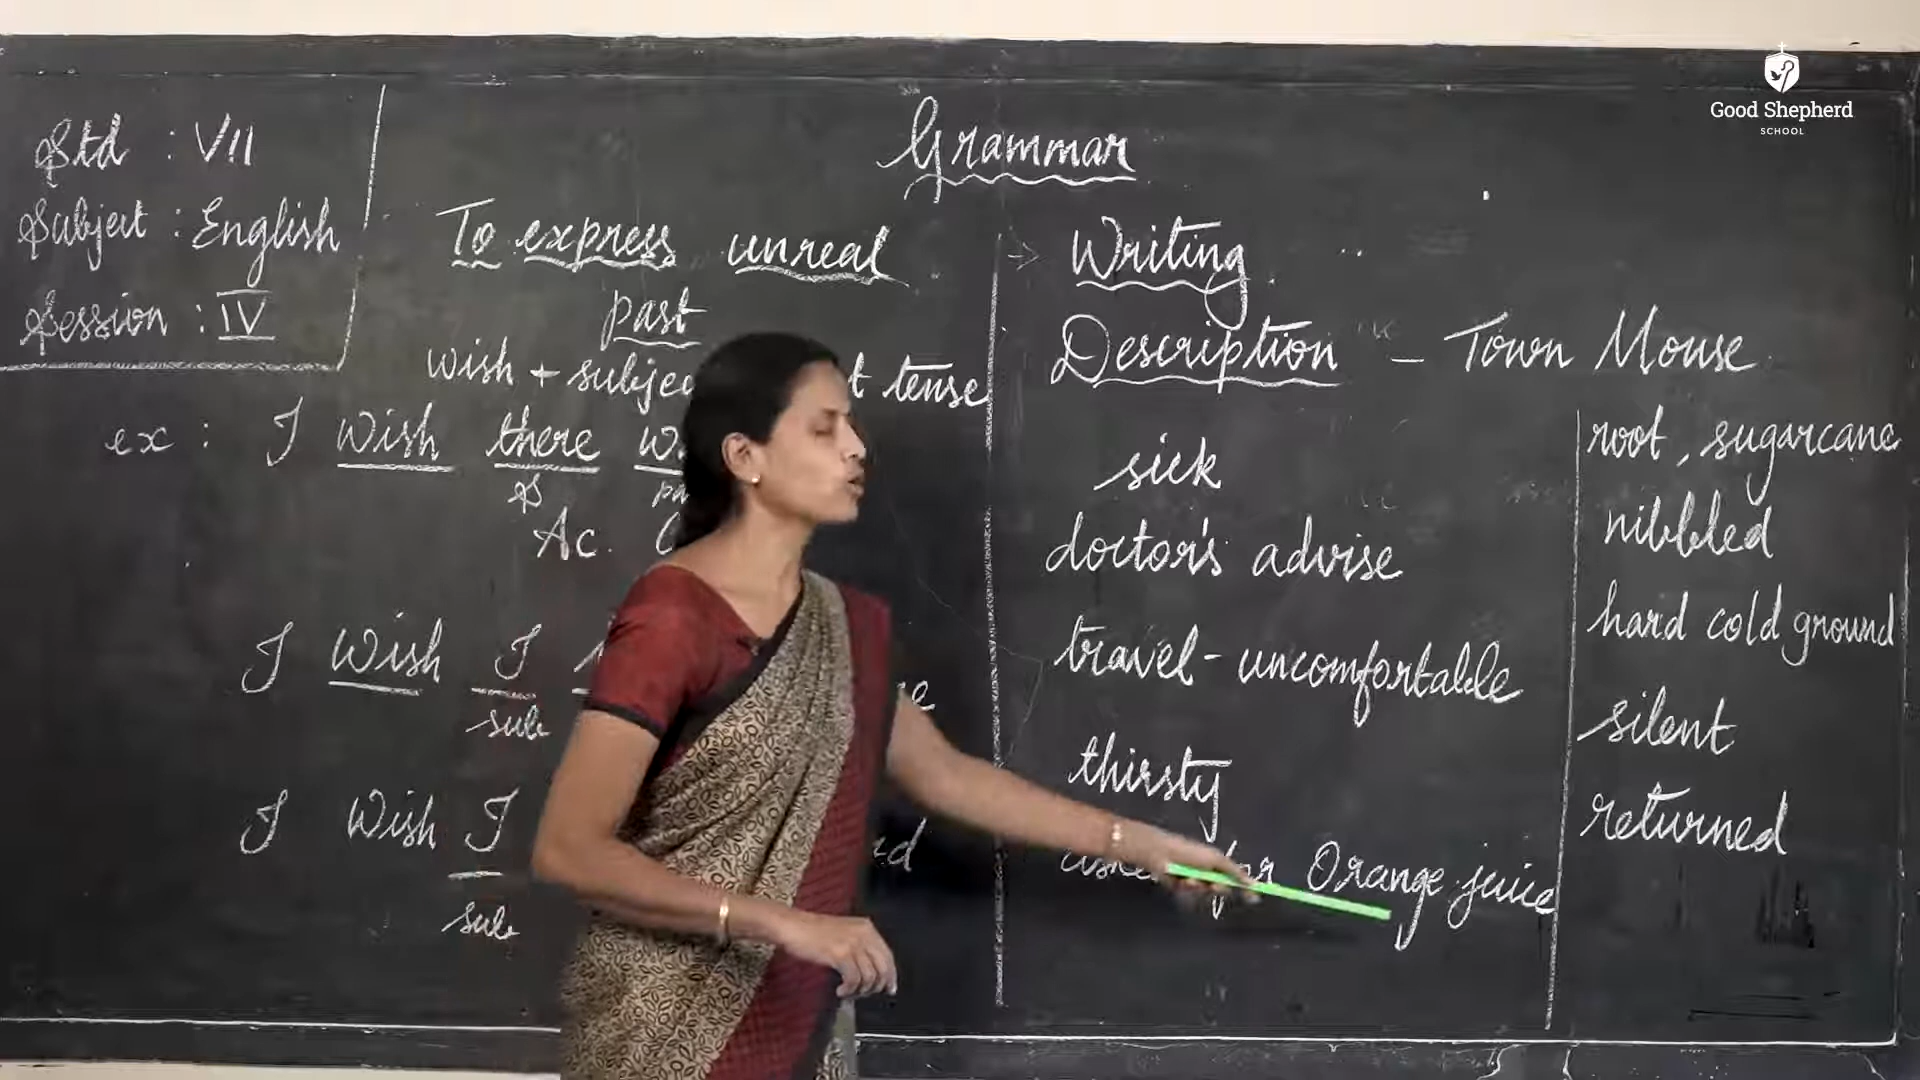 Good Shepherd
SCHOOL
Std : VII
Subject : English
Session : IV
Grammar
To express unreal
past
wish + subjec t tense
ex : I wish there w
S pa
Ac.
I wish I
sub
I wish I
sub
Writing
Description - Town Mouse
sick
doctor's advise
travel - uncomfortable
thirsty
for Orange juice
root, sugarcane
nibbled
hard cold ground
silent
returned